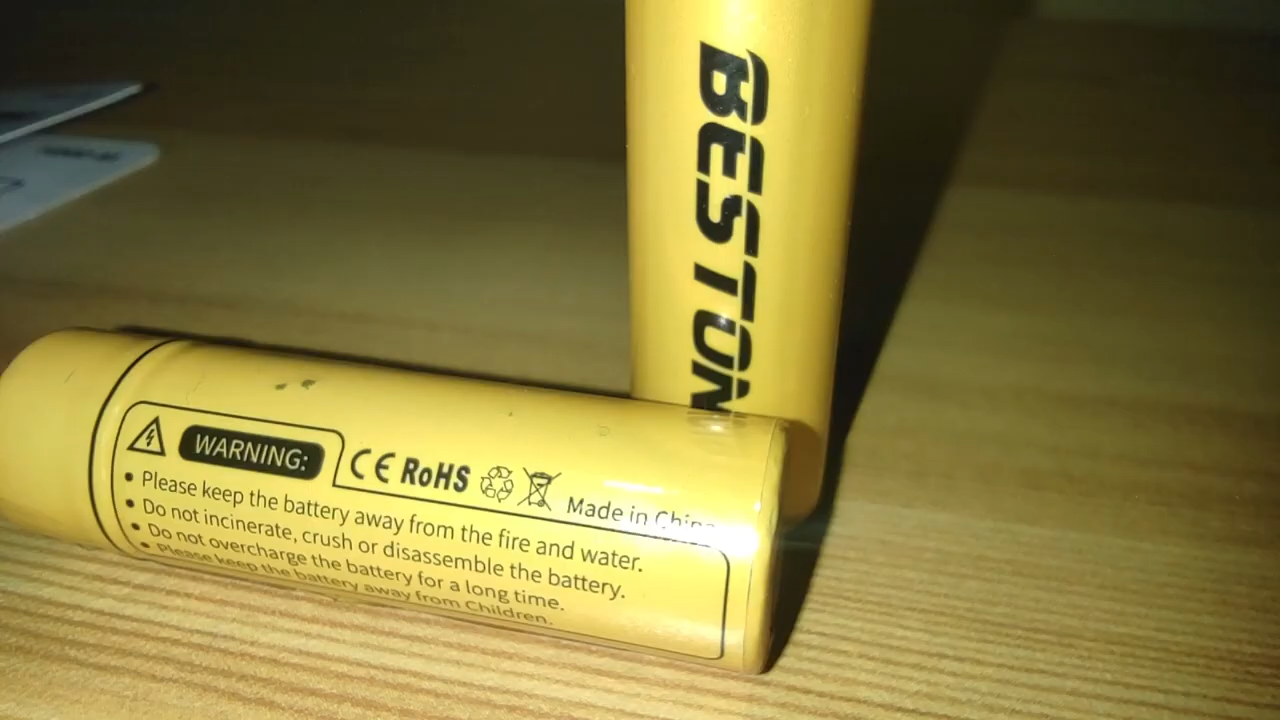 BESTON
WARNING:
CE RoHS
Made in China
• Please keep the battery away from the fire and water.
• Do not incinerate, crush or disassemble the battery.
• Do not overcharge the battery for a long time.
• Please keep the battery away from Children.